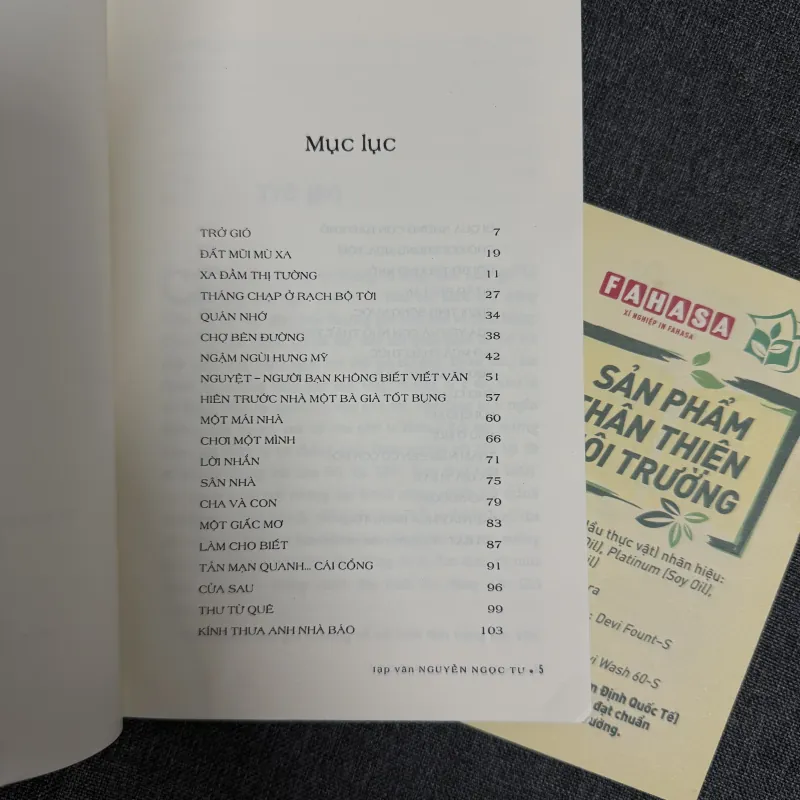 Mục lục
TRỞ GIÓ 7
ĐẤT MŨI MÙ XA 19
XA ĐẦM THỊ TƯỜNG 11
THÁNG CHẠP Ở RẠCH BỘ TỜI 27
QUÁN NHỚ 34
CHỢ BÊN ĐƯỜNG 38
NGẬM NGÙI HƯNG MỸ 42
NGUYỆT – NGƯỜI BẠN KHÔNG BIẾT VIẾT VĂN 51
HIÊN TRƯỚC NHÀ MỘT BÀ GIÀ TỐT BỤNG 57
MỘT MÁI NHÀ 60
CHƠI MỘT MÌNH 66
LỜI NHẮN 71
SÂN NHÀ 75
CHA VÀ CON 79
MỘT GIẤC MƠ 83
LÀM CHO BIẾT 87
TẢN MẠN QUANH... CÁI CỔNG 91
CỬA SAU 96
THƯ TỪ QUÊ 99
KÍNH THƯA ANH NHÀ BÁO 103
tạp văn NGUYỄN NGỌC TƯ • 5
FAHASA
XÍ NGHIỆP IN FAHASA
SẢN PHẨM
THÂN THIỆN
ÔI TRƯỜNG
dầu thực vật) nhãn hiệu:
Oil), Platinum (Soy Oil),
ra
: Devi Fount-S
vi Wash 60-S
m Định Quốc Tế)
đạt chuẩn
ường.